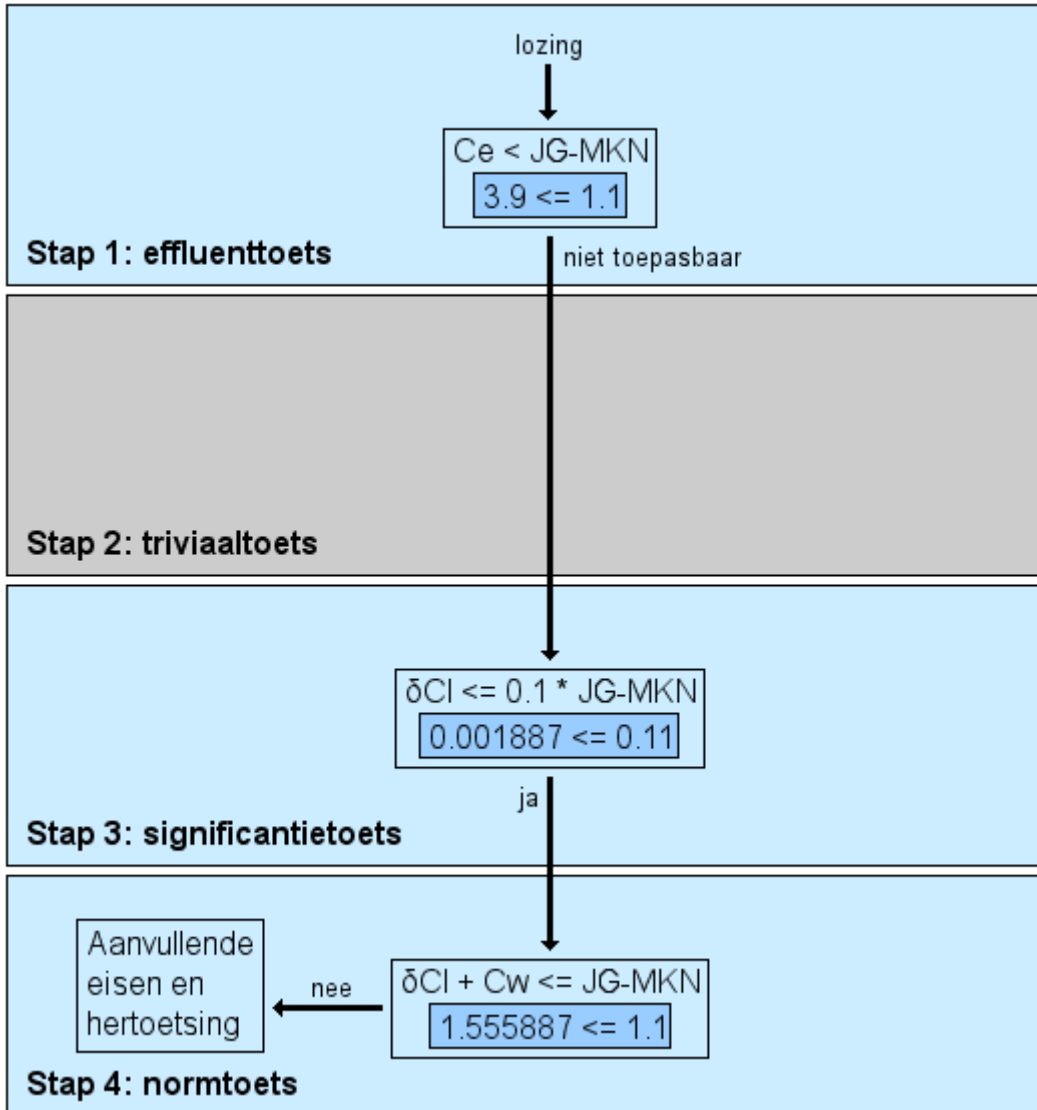 lozing
Ce < JG-MKN
3.9 <= 1.1
Stap 1: effluenttoets
niet toepasbaar
Stap 2: triviaaltoets
δCl <= 0.1 * JG-MKN
0.001887 <= 0.11
ja
Stap 3: significantietoets
Aanvullende
eisen en
hertoetsing
nee
δCl + Cw <= JG-MKN
1.555887 <= 1.1
Stap 4: normtoets